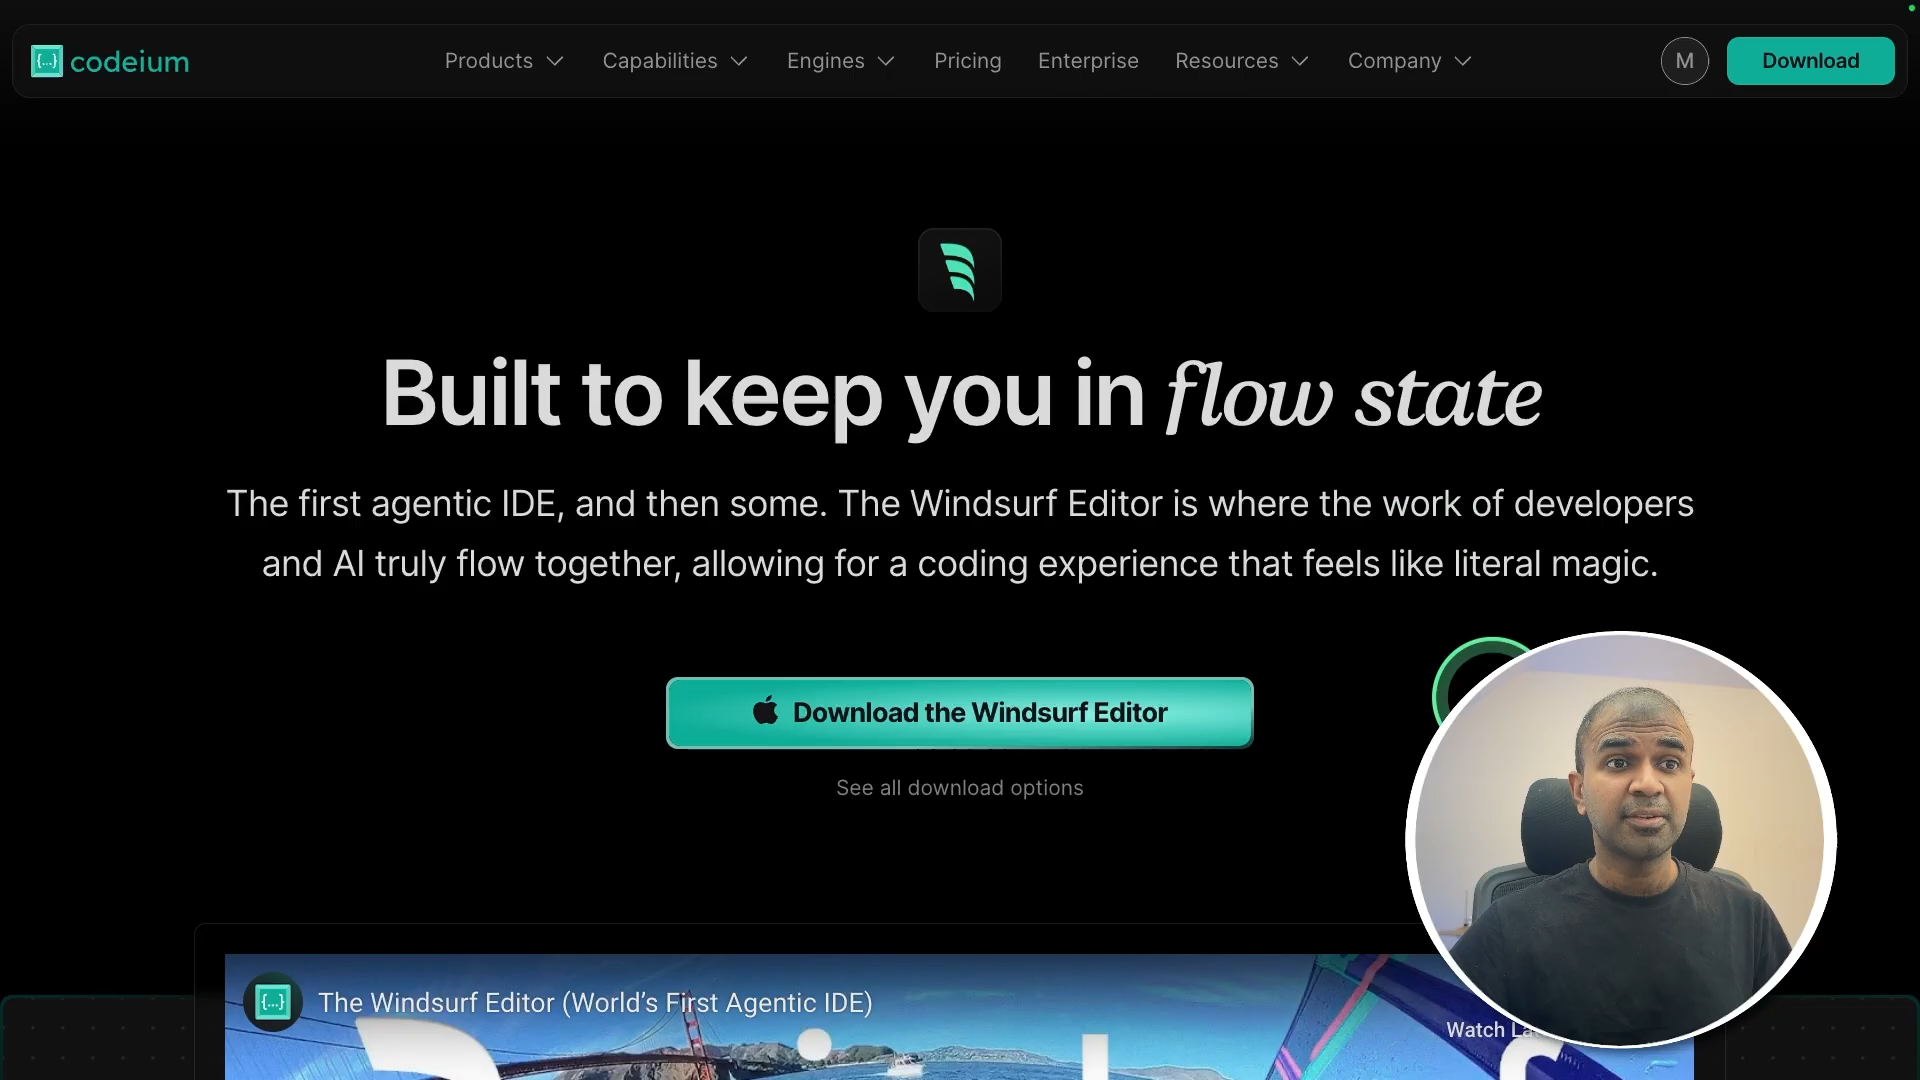 {...} codeium
Products
Capabilities
Engines
Pricing
Enterprise
Resources
Company
M
Download
Built to keep you in flow state
The first agentic IDE, and then some. The Windsurf Editor is where the work of developers
and AI truly flow together, allowing for a coding experience that feels like literal magic.
Download the Windsurf Editor
See all download options
{...}
The Windsurf Editor (World's First Agentic IDE)
Watch